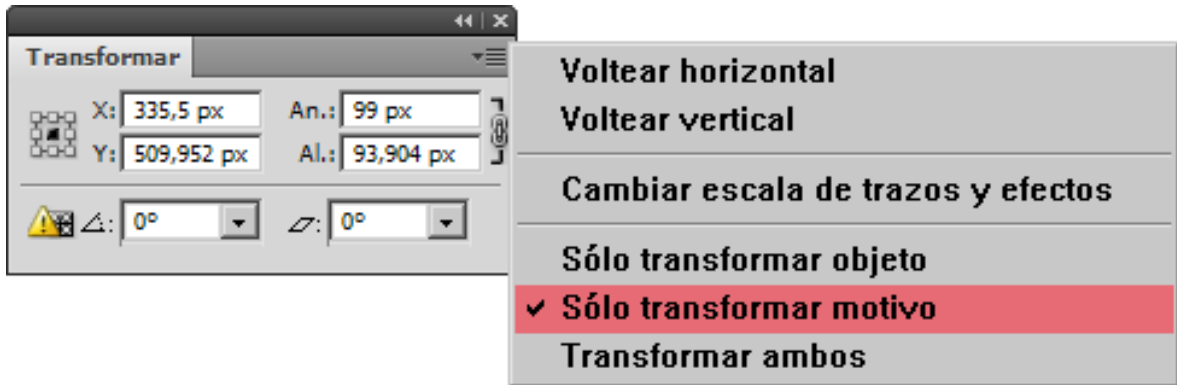 Transformar
X: 335,5 px An.: 99 px
Y: 509,952 px Al.: 93,904 px
0° 0°
Voltear horizontal
Voltear vertical
Cambiar escala de trazos y efectos
Sólo transformar objeto
Sólo transformar motivo
Transformar ambos